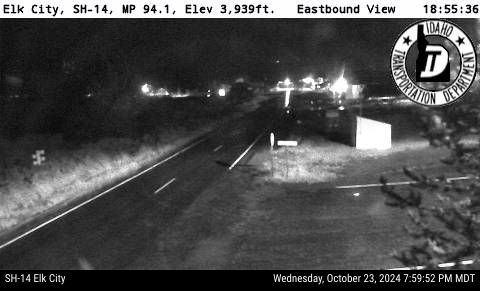 Elk City, SH-14, MP 94.1, Elev 3,939ft. Eastbound View 18:55:36
IDAHO
TRANSPORTATION DEPARTMENT
SH-14 Elk City Wednesday, October 23, 2024 7:59:52 PM MDT